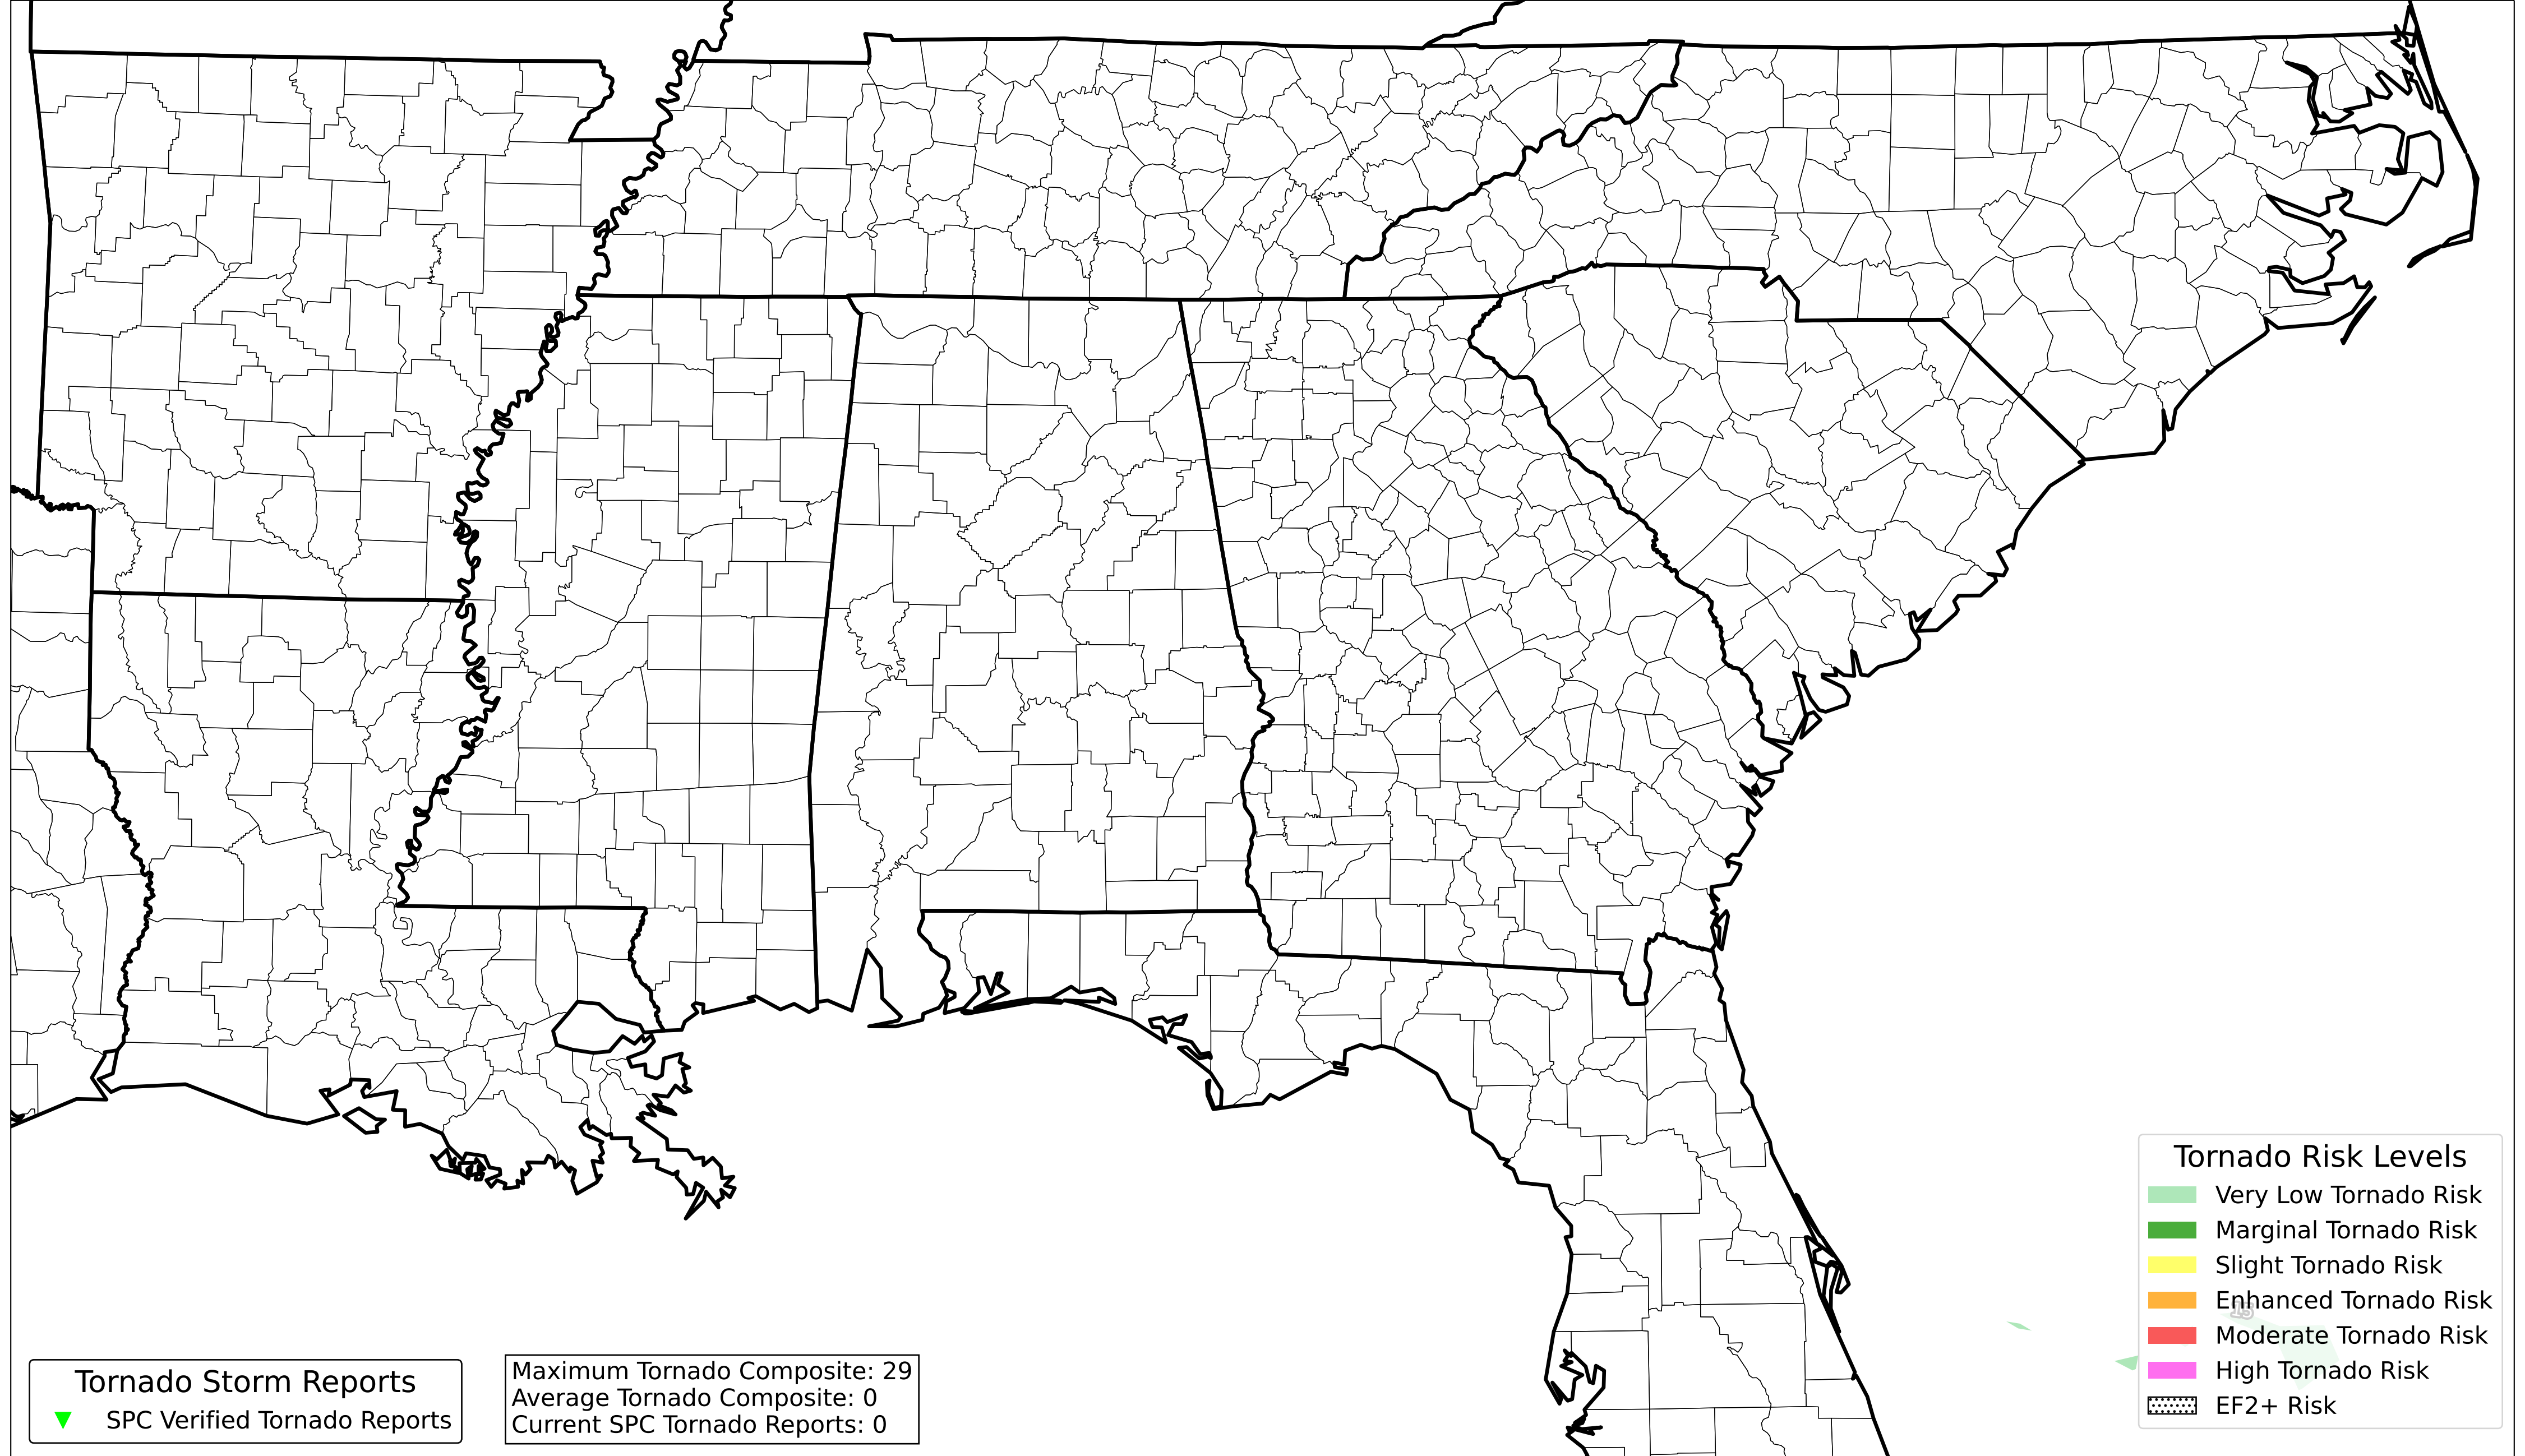 Tornado Risk Levels
Very Low Tornado Risk
Marginal Tornado Risk
Slight Tornado Risk
Enhanced Tornado Risk
Moderate Tornado Risk
High Tornado Risk
EF2+ Risk
Tornado Storm Reports
SPC Verified Tornado Reports
Maximum Tornado Composite: 29
Average Tornado Composite: 0
Current SPC Tornado Reports: 0